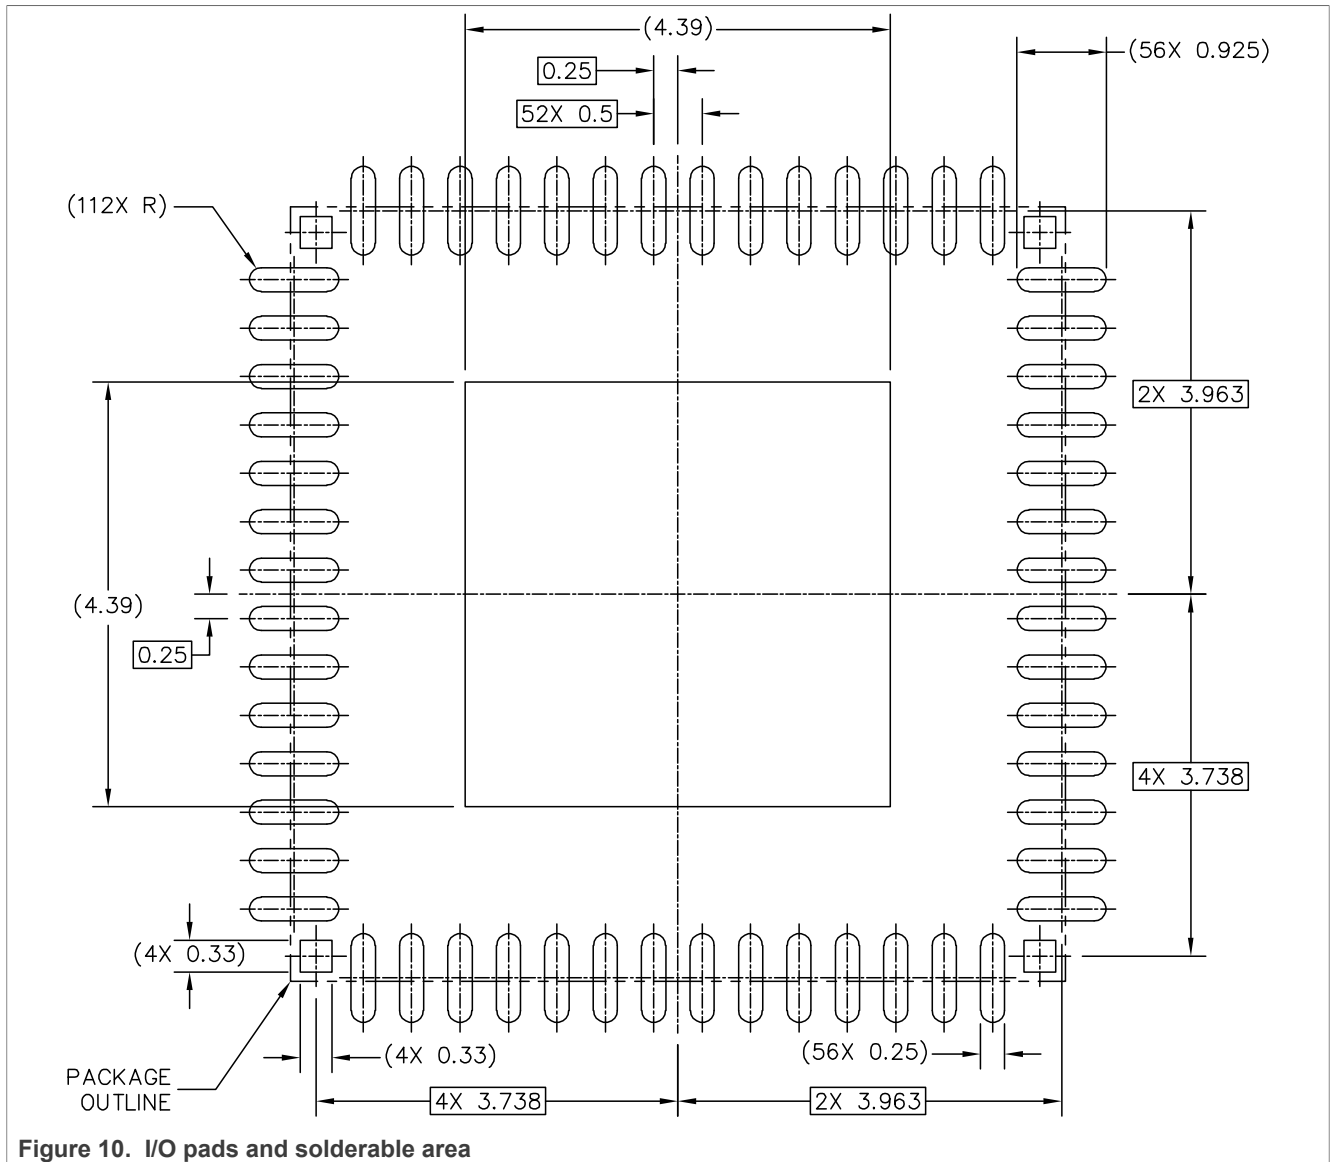 (4.39)
(56X 0.925)
0.25
52X 0.5
(112X R)
2X 3.963
(4.39)
0.25
4X 3.738
(4X 0.33)
(4X 0.33)
(56X 0.25)
PACKAGE
OUTLINE
4X 3.738
2X 3.963
Figure 10. I/O pads and solderable area